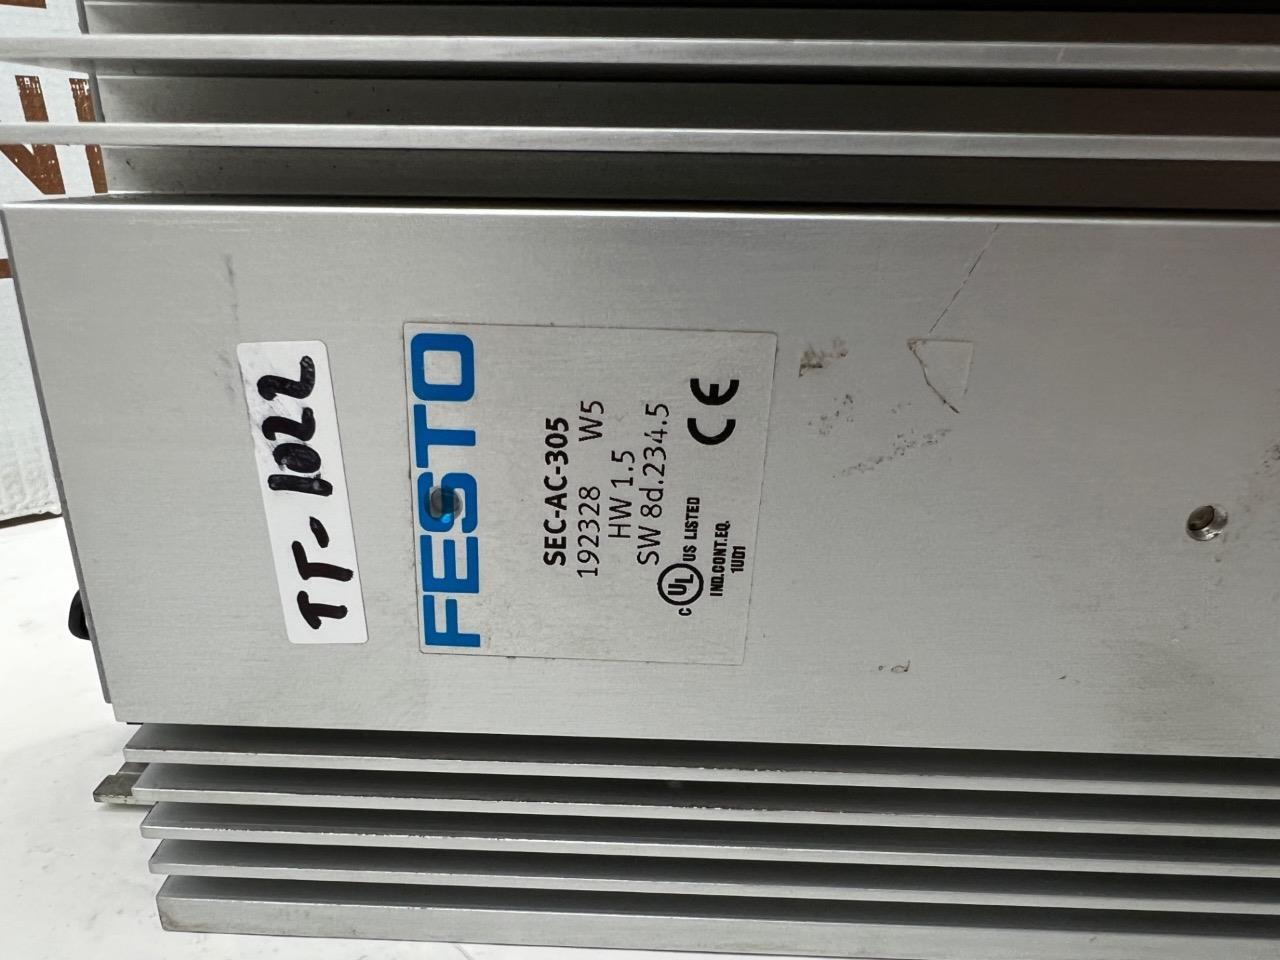 TT-1022
FESTO
SEC-AC-305
192328 W5
HW 1.5
SW 8d.234.5
c UL US LISTED CE
IND.CONT.EQ.
1UD1